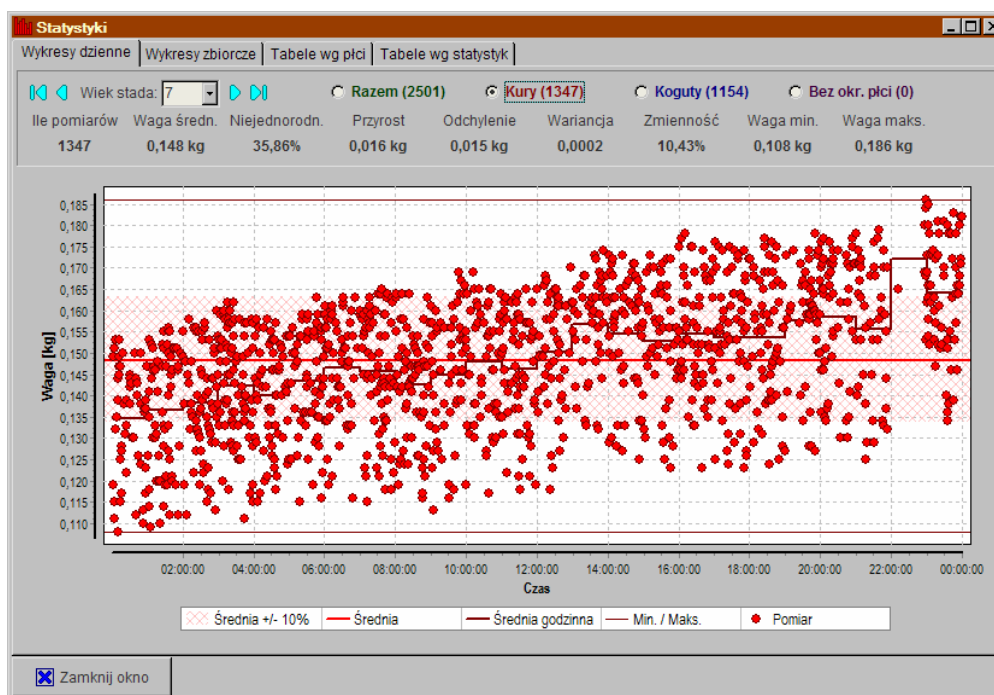 Statystyki
Wykresy dzienne Wykresy zbiorcze Tabele wg płci Tabele wg statystyk
Wiek stada: 7 Razem (2501) Kury (1347) Koguty (1154) Bez okr. płci (0)
Ile pomiarów Waga średn. Niejednorodn. Przyrost Odchylenie Wariancja Zmienność Waga min. Waga maks.
1347 0,148 kg 35,86% 0,016 kg 0,015 kg 0,0002 10,43% 0,108 kg 0,186 kg
0,185
0,180
0,175
0,170
0,165
0,160
0,155
0,150
0,145
0,140
0,135
0,130
0,125
0,120
0,115
0,110
Waga [kg]
02:00:00 04:00:00 06:00:00 08:00:00 10:00:00 12:00:00 14:00:00 16:00:00 18:00:00 20:00:00 22:00:00 00:00:00
Czas
Średnia +/- 10% Średnia Średnia godzinna Min. / Maks. Pomiar
Zamknij okno